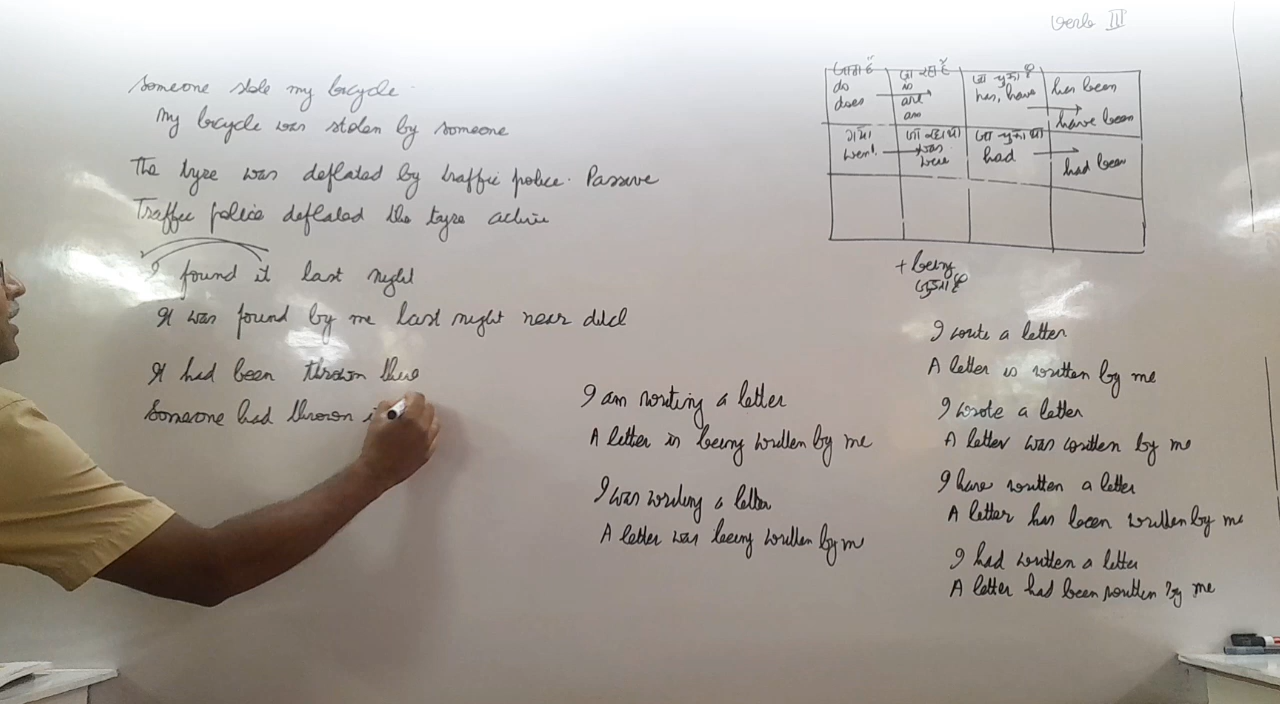 verb III
Someone stole my bicycle.
My bicycle was stolen by someone
The tyre was deflated by traffic police. Passive
Traffic police deflated the tyre active
I found it last night
It was found by me last night near
It had been thrown there
Someone had thrown i
do
does
is
are
am
जा चुका है
has, have
has been
have been
गया
went
जा रहा था
was
were
जा चुका था
had
had been
+ being
I am writing a letter
A letter is being written by me
I was writing a letter
A letter was being written by m
I write a letter
A letter is written by me
I wrote a letter
A letter was written by me
I have written a letter
A letter has been written by me
I had written a letter
A letter had been written by me